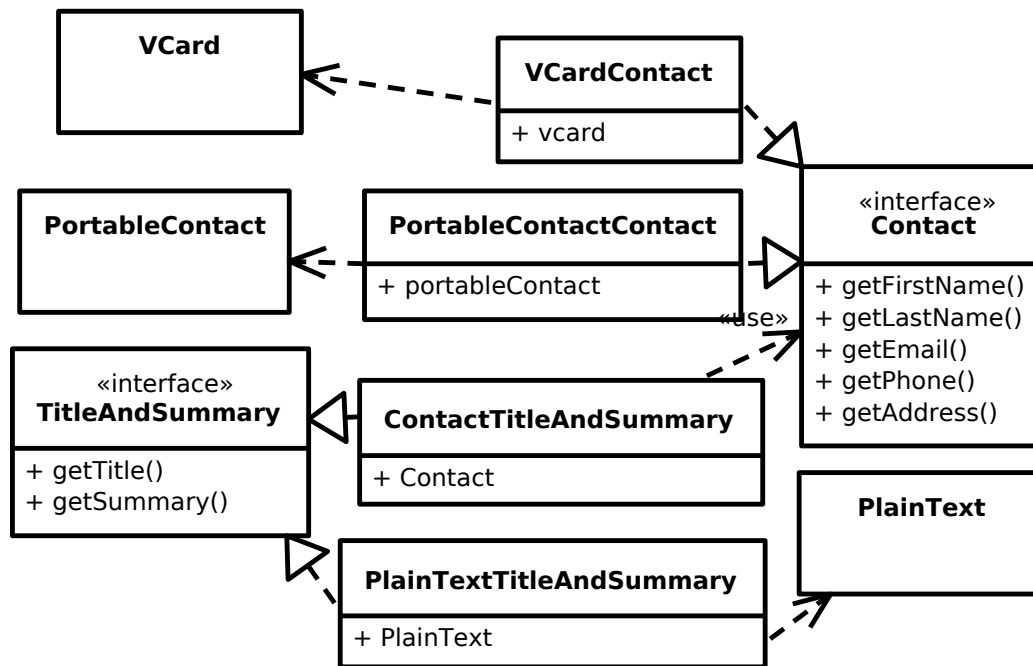 VCard
VCardContact
+ vcard
PortableContact
PortableContactContact
+ portableContact
«interface»
Contact
+ getFirstName()
+ getLastName()
+ getEmail()
+ getPhone()
+ getAddress()
«use»
«interface»
TitleAndSummary
+ getTitle()
+ getSummary()
ContactTitleAndSummary
+ Contact
PlainText
PlainTextTitleAndSummary
+ PlainText